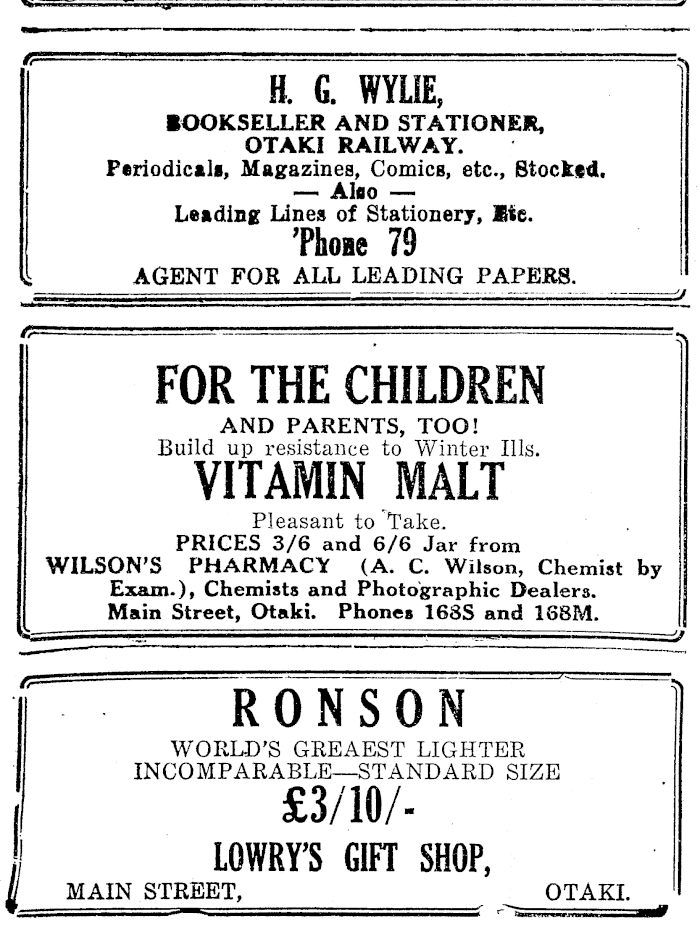 H. G. WYLIE,
BOOKSELLER AND STATIONER,
OTAKI RAILWAY.
Periodicals, Magazines, Comics, etc., Stocked.
— Also —
Leading Lines of Stationery, Etc.
'Phone 79
AGENT FOR ALL LEADING PAPERS.
FOR THE CHILDREN
AND PARENTS, TOO!
Build up resistance to Winter Ills.
VITAMIN MALT
Pleasant to Take.
PRICES 3/6 and 6/6 Jar from
WILSON'S PHARMACY (A. C. Wilson, Chemist by
Exam.), Chemists and Photographic Dealers.
Main Street, Otaki. Phones 168S and 168M.
RONSON
WORLD'S GREAEST LIGHTER
INCOMPARABLE—STANDARD SIZE
£3/10/-
LOWRY'S GIFT SHOP,
MAIN STREET, OTAKI.